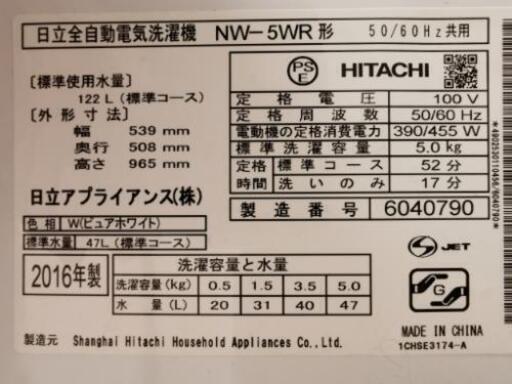 日立全自動電気洗濯機 NW-5WR形 50/60Hz共用
〔標準使用水量〕
122L(標準コース)
〔外形寸法〕
幅 539 mm
奥行 508 mm
高さ 965 mm
日立アプライアンス(株)
色相 W(ピュアホワイト)
標準水量 47L(標準コース)
PSE HITACHI
定格電圧 100 V
定格周波数 50/60 Hz
電動機の定格消費電力 390/455 W
標準洗濯容量 5.0kg
定格時間 標準コース 52分
洗いのみ 17分
製造番号 6040790
*4902530110456/6040790*
2016年製
洗濯容量と水量
洗濯容量(kg) 0.5 1.5 3.5 5.0
水量(L) 20 31 40 47
S JET
G
MADE IN CHINA
1CHSE3174-A
製造元 Shanghai Hitachi Household Appliances Co.,Ltd.